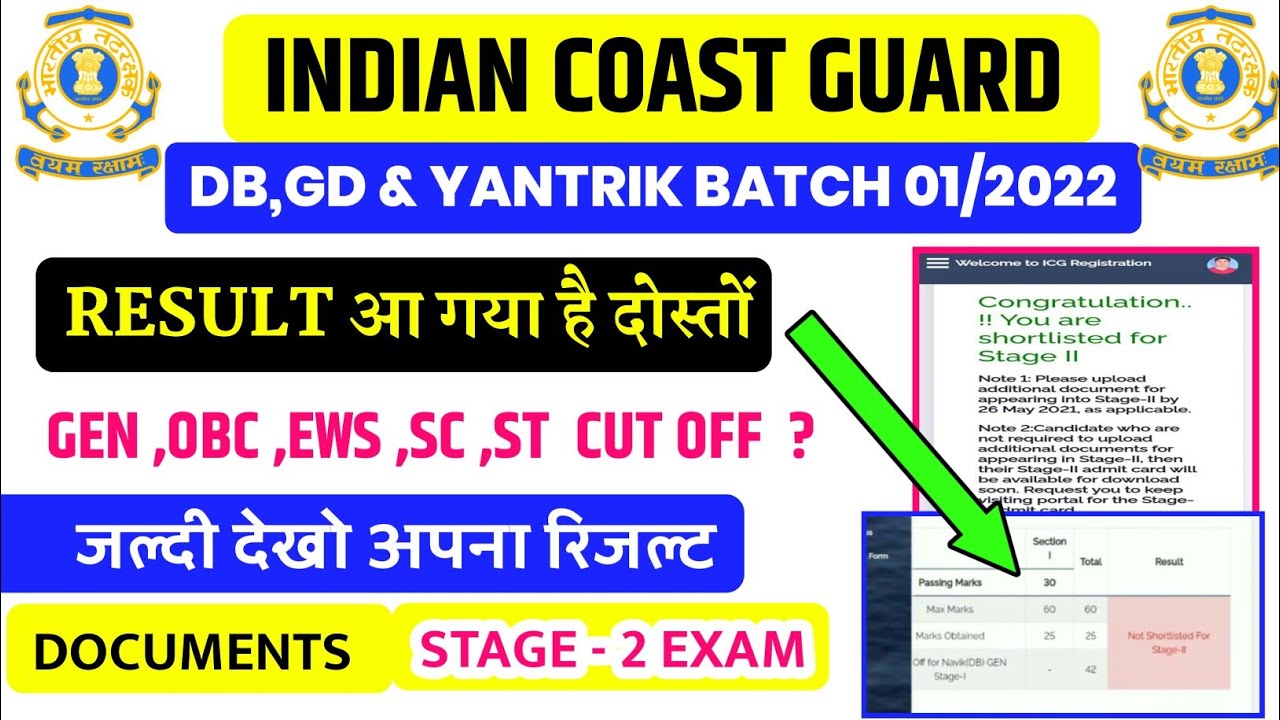 INDIAN COAST GUARD
भारतीय तटरक्षक
वयम रक्षामः
भारतीय तटरक्षक
वयम रक्षामः
DB,GD & YANTRIK BATCH 01/2022
RESULT आ गया है दोस्तों
GEN ,OBC ,EWS ,SC ,ST CUT OFF ?
जल्दी देखो अपना रिजल्ट
DOCUMENTS
STAGE - 2 EXAM
Welcome to ICG Registration
Congratulation..
!! You are
shortlisted for
Stage II
Note 1: Please upload
additional document for
appearing into Stage-II by
26 May 2021, as applicable.
Note 2:Candidate who are
not required to upload
additional documents for
appearing in Stage-II, then
their Stage-II admit card will
be available for download
soon. Request you to keep
visiting portal for the Stage-
Form
Section I Total Result
Passing Marks 30
Max Marks 60 60
Marks Obtained 25 25 Not Shortlisted For Stage-II
Off for Navik(DB) GEN Stage-I - 42